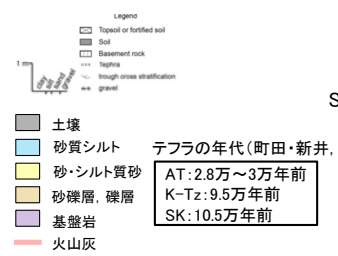 Legend
Topsoil or fortified soil
Soil
Basement rock
Tephra
trough cross stratification
gravel
1 m
clay
silt
sand
gravel
S
土壌
砂質シルト
砂・シルト質砂
砂礫層, 礫層
基盤岩
火山灰
テフラの年代(町田・新井,
AT:2.8万～3万年前
K-Tz:9.5万年前
SK:10.5万年前